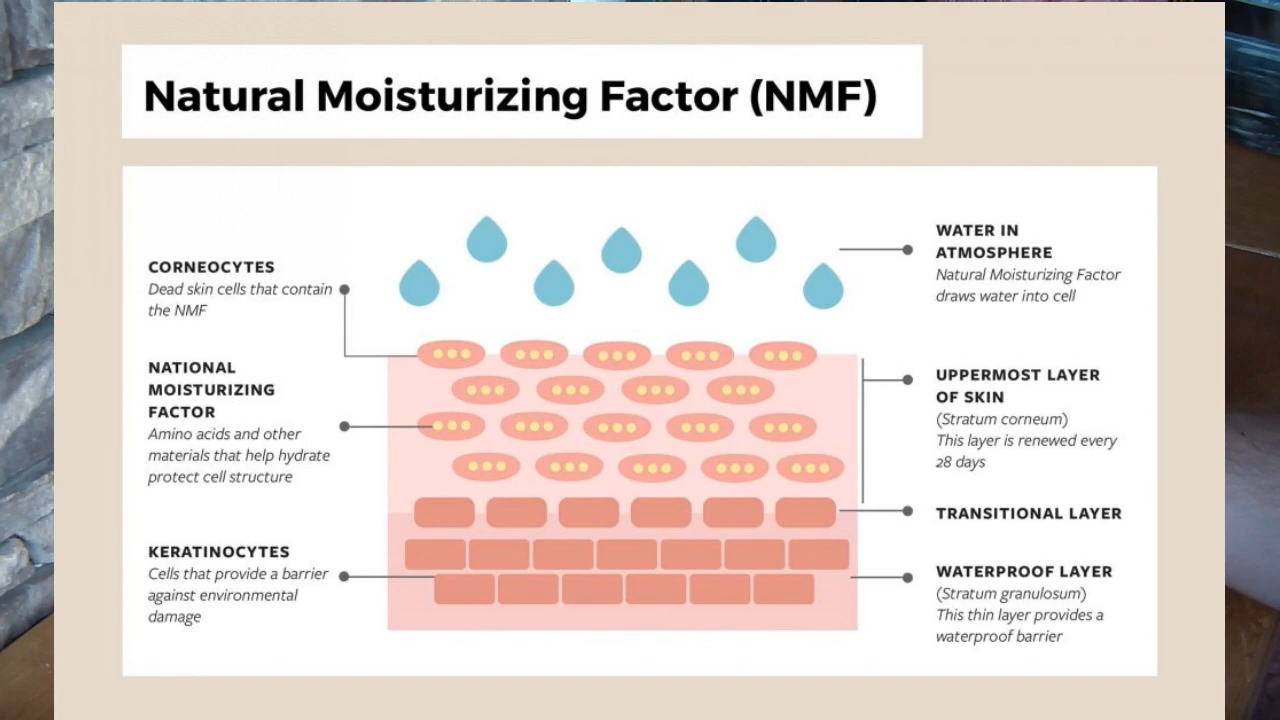 Natural Moisturizing Factor (NMF)
CORNEOCYTES
Dead skin cells that contain
the NMF
NATIONAL
MOISTURIZING
FACTOR
Amino acids and other
materials that help hydrate
protect cell structure
KERATINOCYTES
Cells that provide a barrier
against environmental
damage
WATER IN
ATMOSPHERE
Natural Moisturizing Factor
draws water into cell
UPPERMOST LAYER
OF SKIN
(Stratum corneum)
This layer is renewed every
28 days
TRANSITIONAL LAYER
WATERPROOF LAYER
(Stratum granulosum)
This thin layer provides a
waterproof barrier